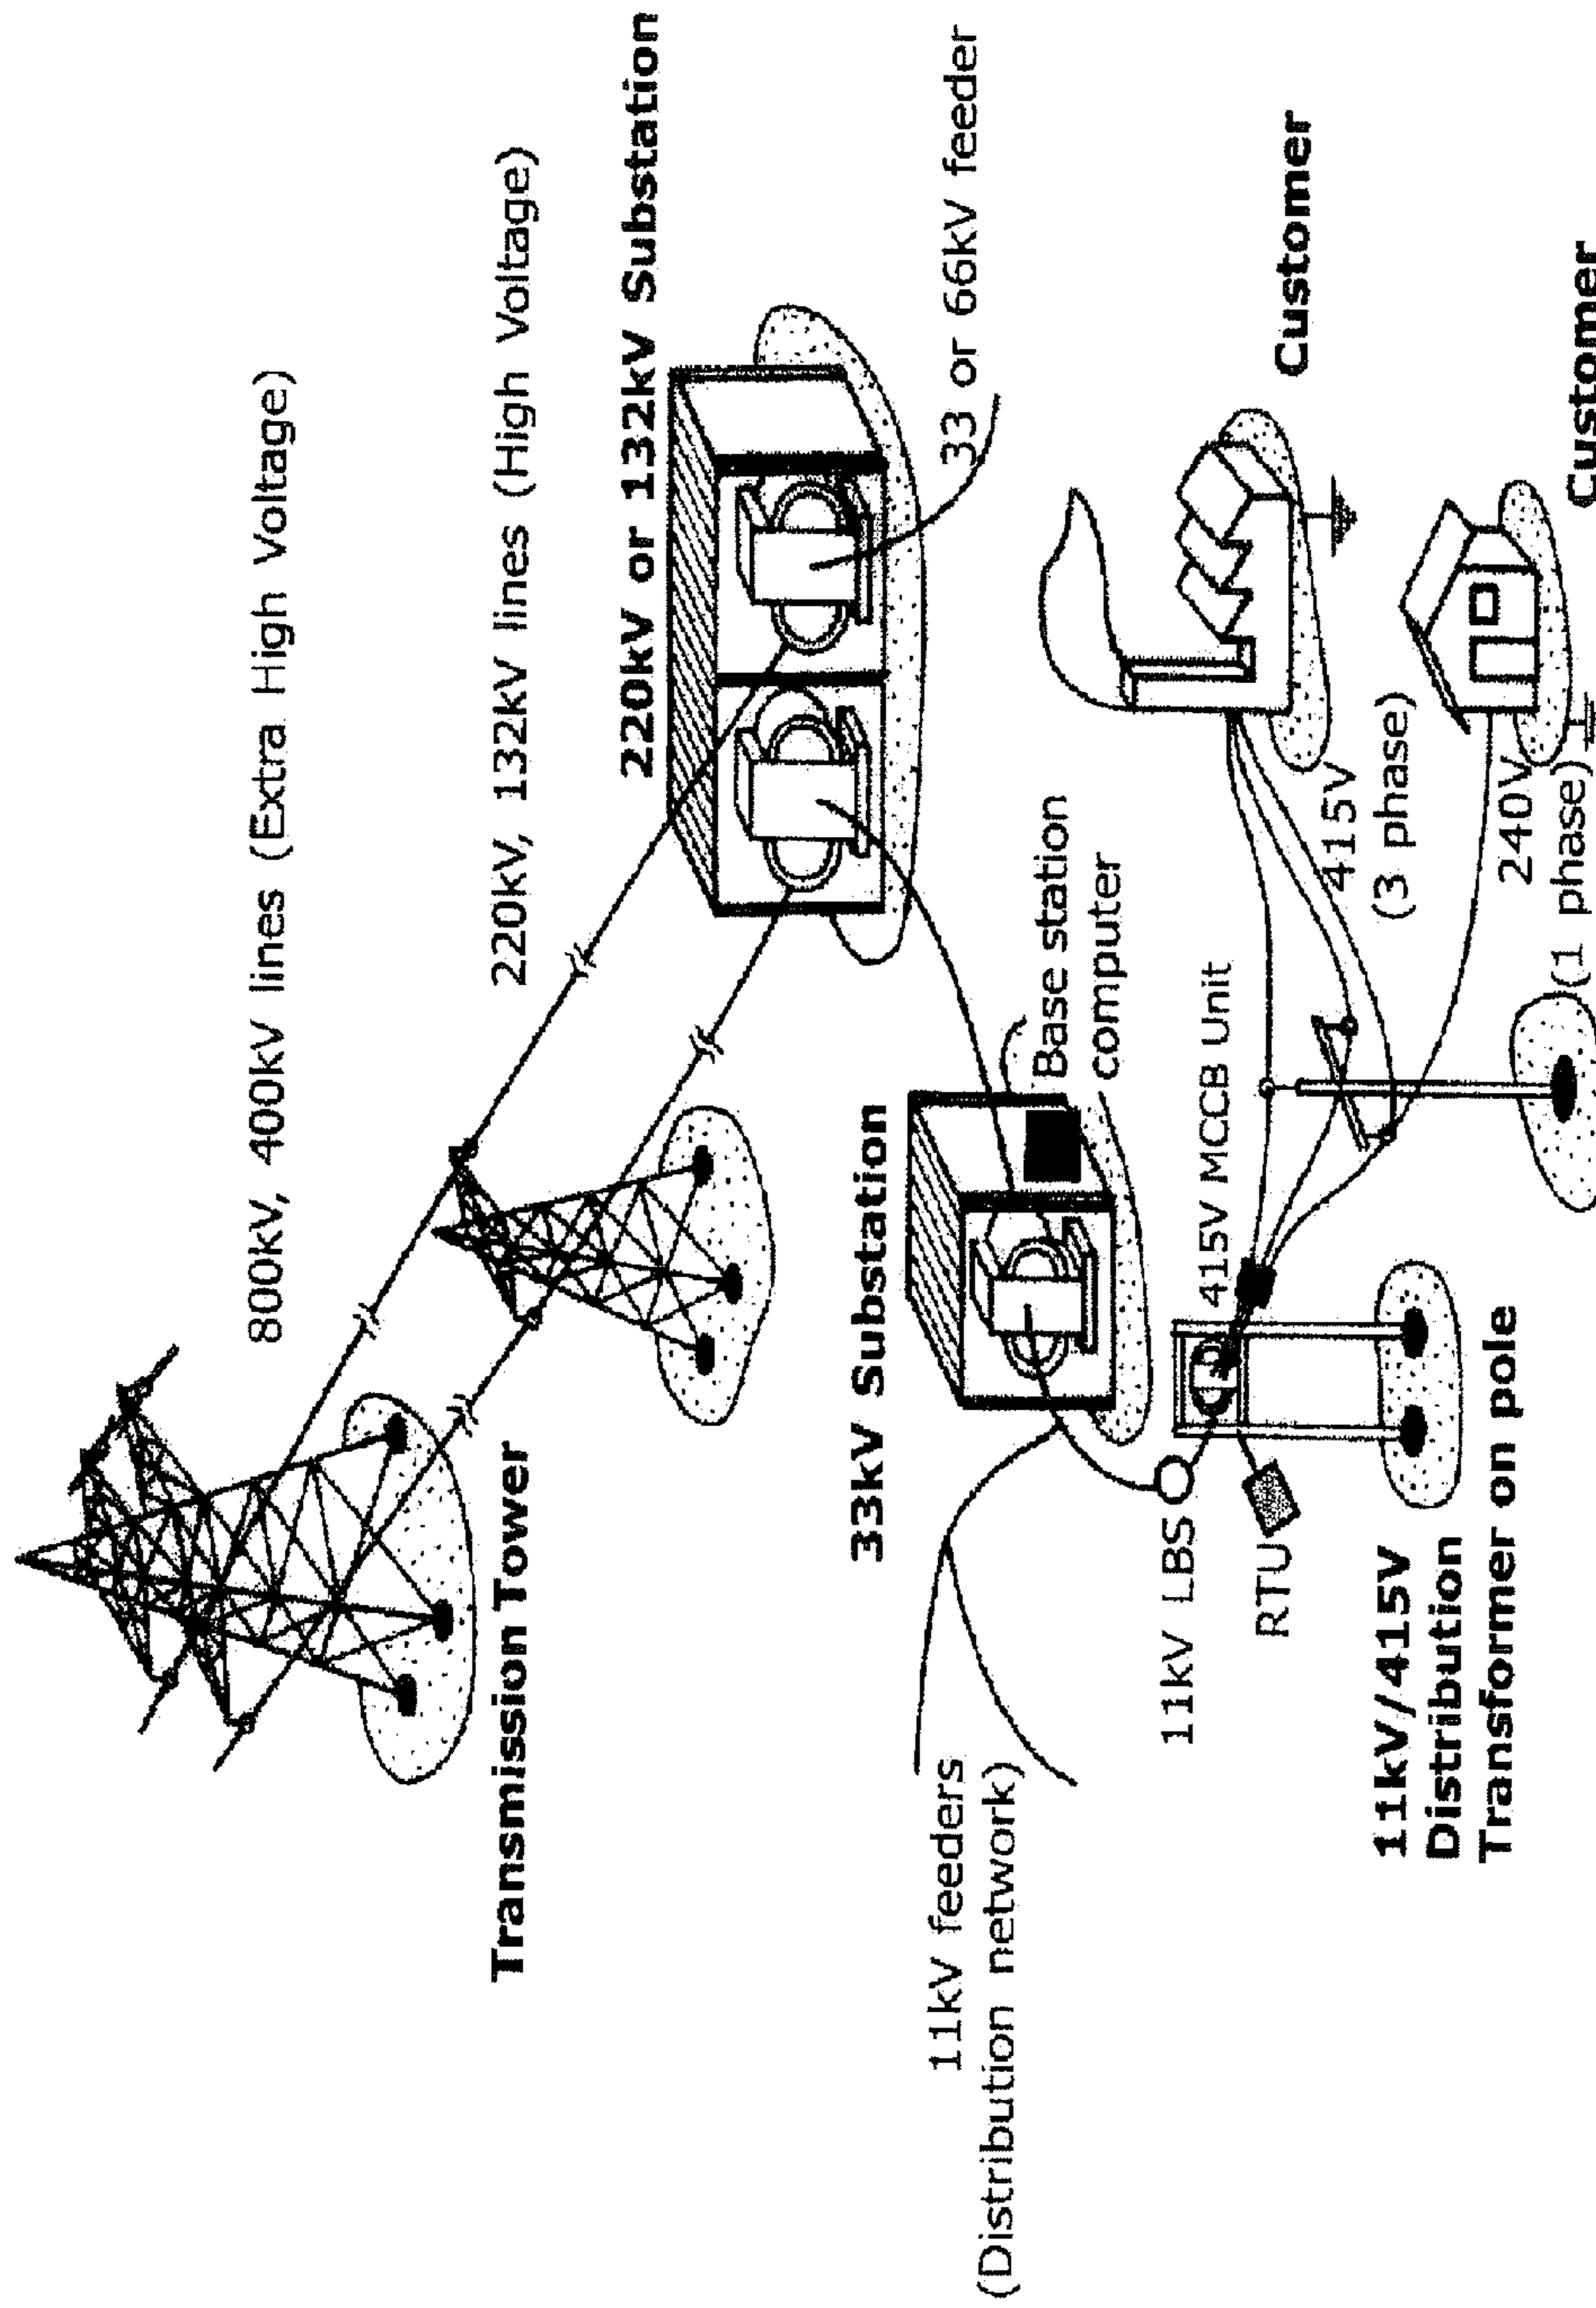 800kV, 400kV lines (Extra High Voltage)
220kV, 132kV lines (High Voltage)
Transmission Tower
220kV or 132kV Substation
33kV Substation
33 or 66kV feeder
11kV feeders
(Distribution network)
Base station
computer
11kV LBS
415V MCCB Unit
RTU
Customer
415V
(3 phase)
11kV/415V
Distribution
Transformer on pole
240V
(1 phase)
Customer